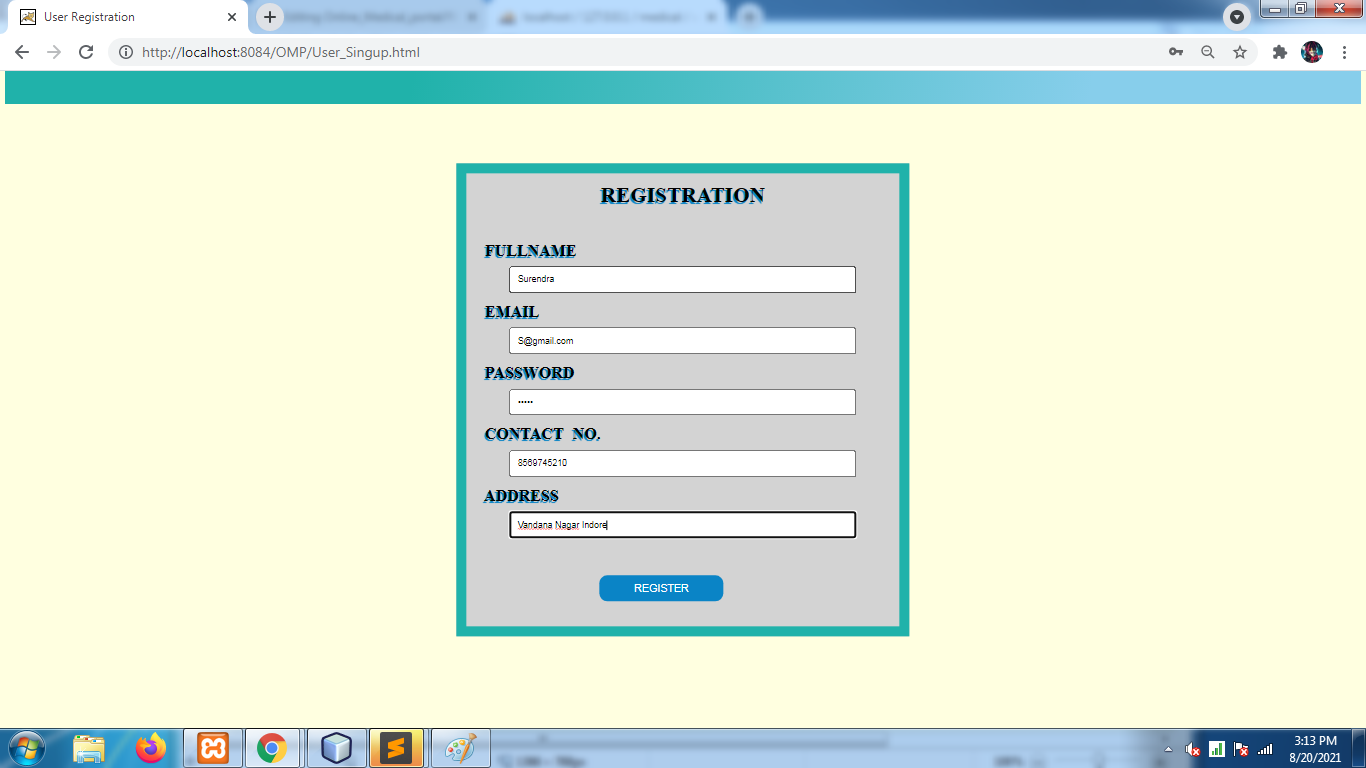 User Registration
http://localhost:8084/OMP/User_Singup.html
REGISTRATION
FULLNAME
Surendra
EMAIL
S@gmail.com
PASSWORD
•••••
CONTACT NO.
8569745210
ADDRESS
Vandana Nagar Indore
REGISTER
3:13 PM
8/20/2021